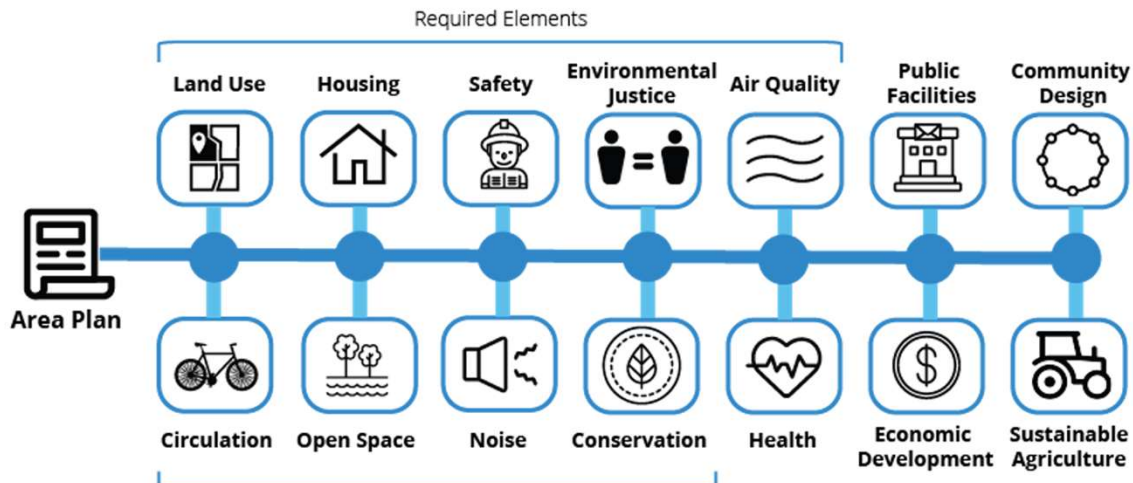 Required Elements
Land Use
Housing
Safety
Environmental
Justice
Air Quality
Public
Facilities
Community
Design
$
Area Plan
Circulation
Open Space
Noise
Conservation
Health
Economic
Development
Sustainable
Agriculture